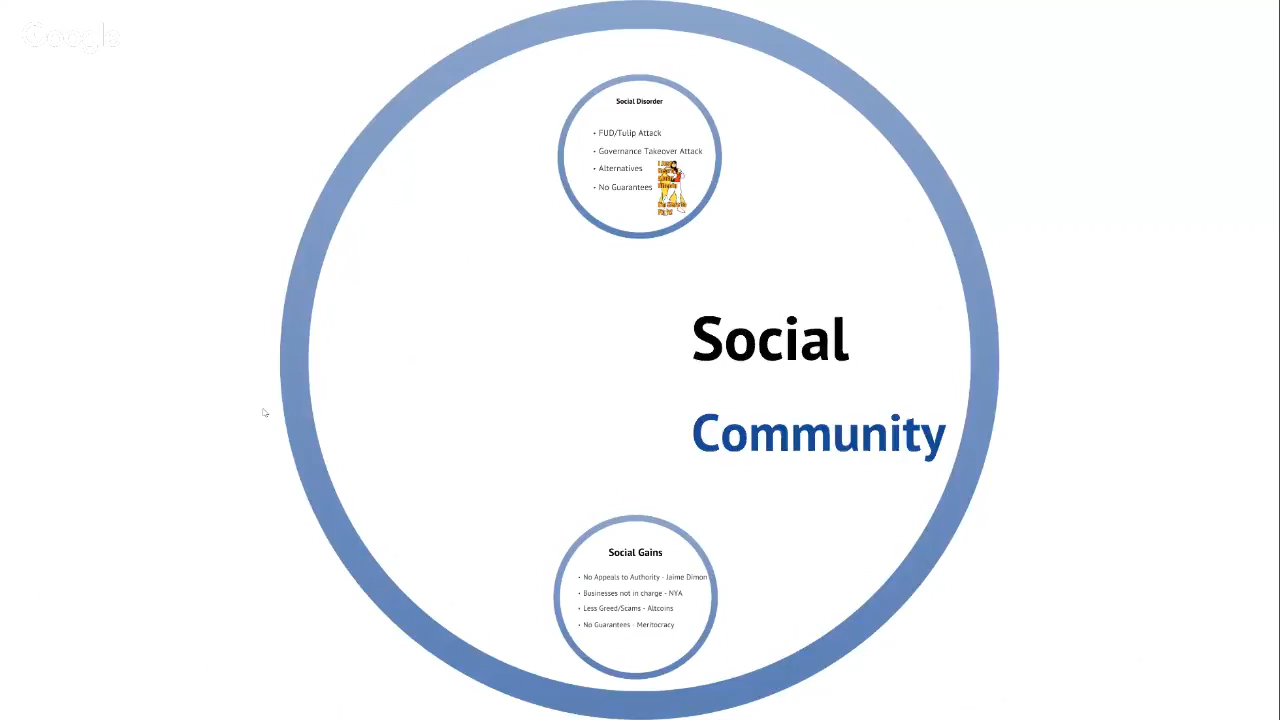 Google
Social Disorder
• FUD/Tulip Attack
• Governance Takeover Attack
• Alternatives
• No Guarantees
Social
Community
Social Gains
• No Appeals to Authority - Jaime Dimon
• Businesses not in charge - NYA
• Less Greed/Scams - Altcoins
• No Guarantees - Meritocracy